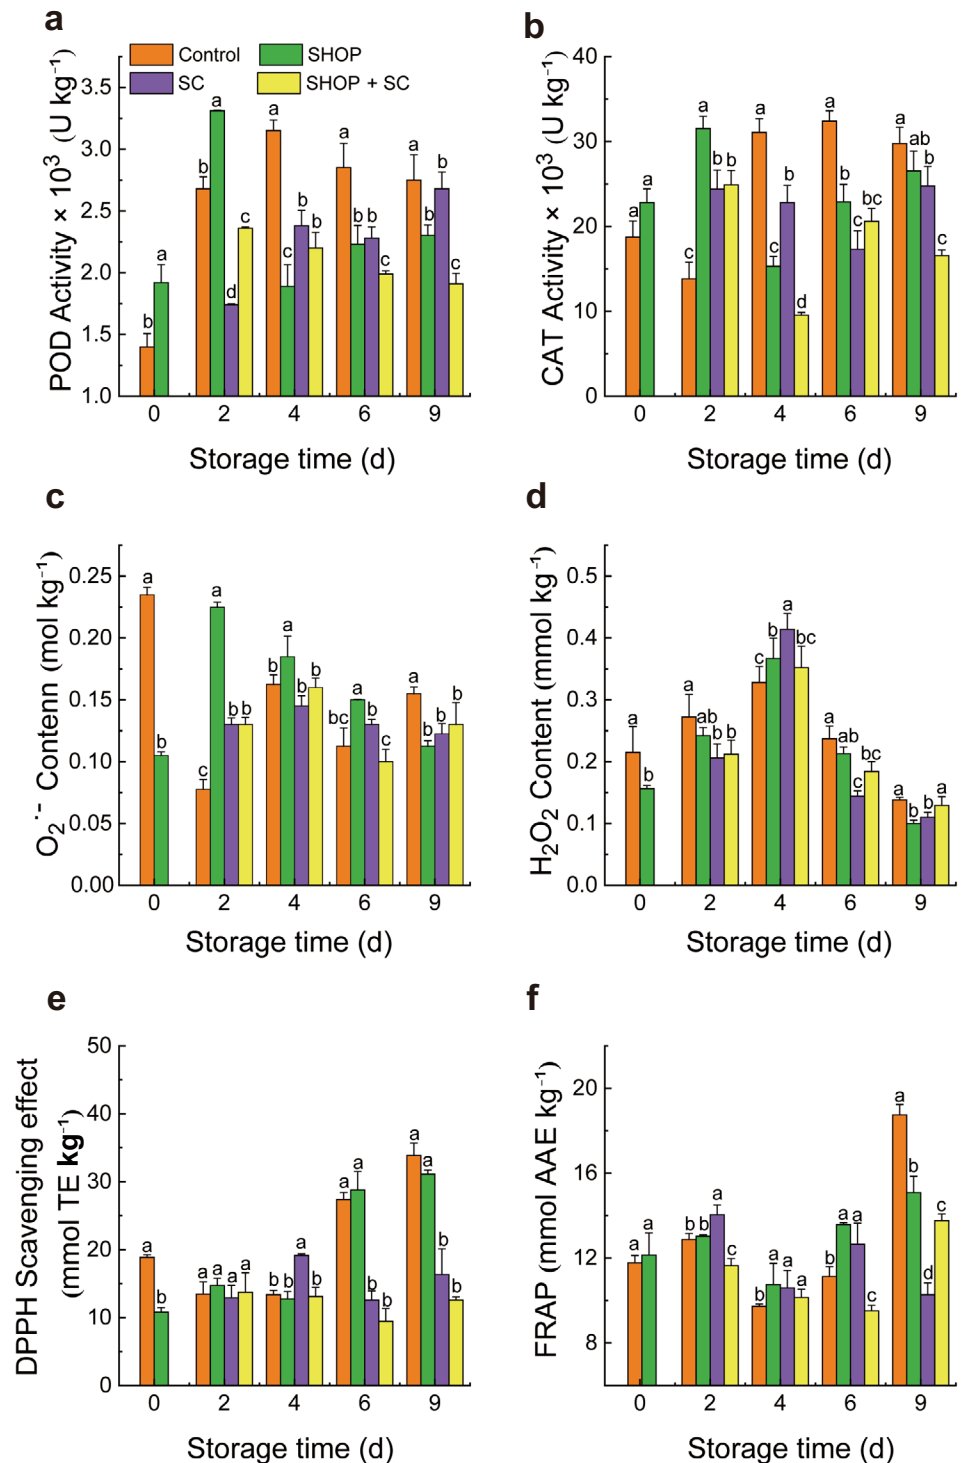 a
Control
SHOP
SC
SHOP + SC
POD Activity × 10³ (U kg⁻¹)
3.5
3.0
2.5
2.0
1.5
1.0
b a
b a d c
a c b b
a b b c
a b a c
0 2 4 6 9
Storage time (d)
b
CAT Activity × 10³ (U kg⁻¹)
40
30
20
10
0
a a
c a b b
a c b d
a b c bc
a ab b c
0 2 4 6 9
Storage time (d)
c
O₂˙⁻ Contenn (mol kg⁻¹)
0.25
0.20
0.15
0.10
0.05
0.00
a b
c a b b
b a b b
bc a b c
a b b b
0 2 4 6 9
Storage time (d)
d
H₂O₂ Content (mmol kg⁻¹)
0.5
0.4
0.3
0.2
0.1
0.0
a b
a ab b b
c b a bc
a ab c bc
a b b a
0 2 4 6 9
Storage time (d)
e
DPPH Scavenging effect
(mmol TE kg⁻¹)
50
40
30
20
10
0
a b
a a a a
b b a b
a a b b
a a b b
0 2 4 6 9
Storage time (d)
f
FRAP (mmol AAE kg⁻¹)
20
16
12
8
a a
b b a c
b a a a
b a a c
a b d c
0 2 4 6 9
Storage time (d)